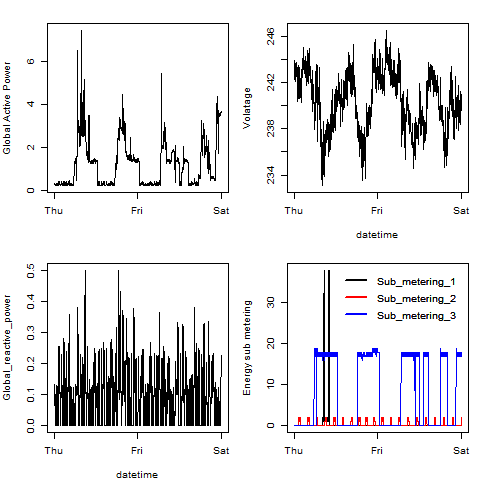 Global Active Power
0 2 4 6
Thu Fri Sat
Volatage
234 238 242 246
Thu Fri Sat
datetime
Global_reactive_power
0.0 0.1 0.2 0.3 0.4 0.5
Thu Fri Sat
datetime
Energy sub metering
0 10 20 30
Sub_metering_1
Sub_metering_2
Sub_metering_3
Thu Fri Sat